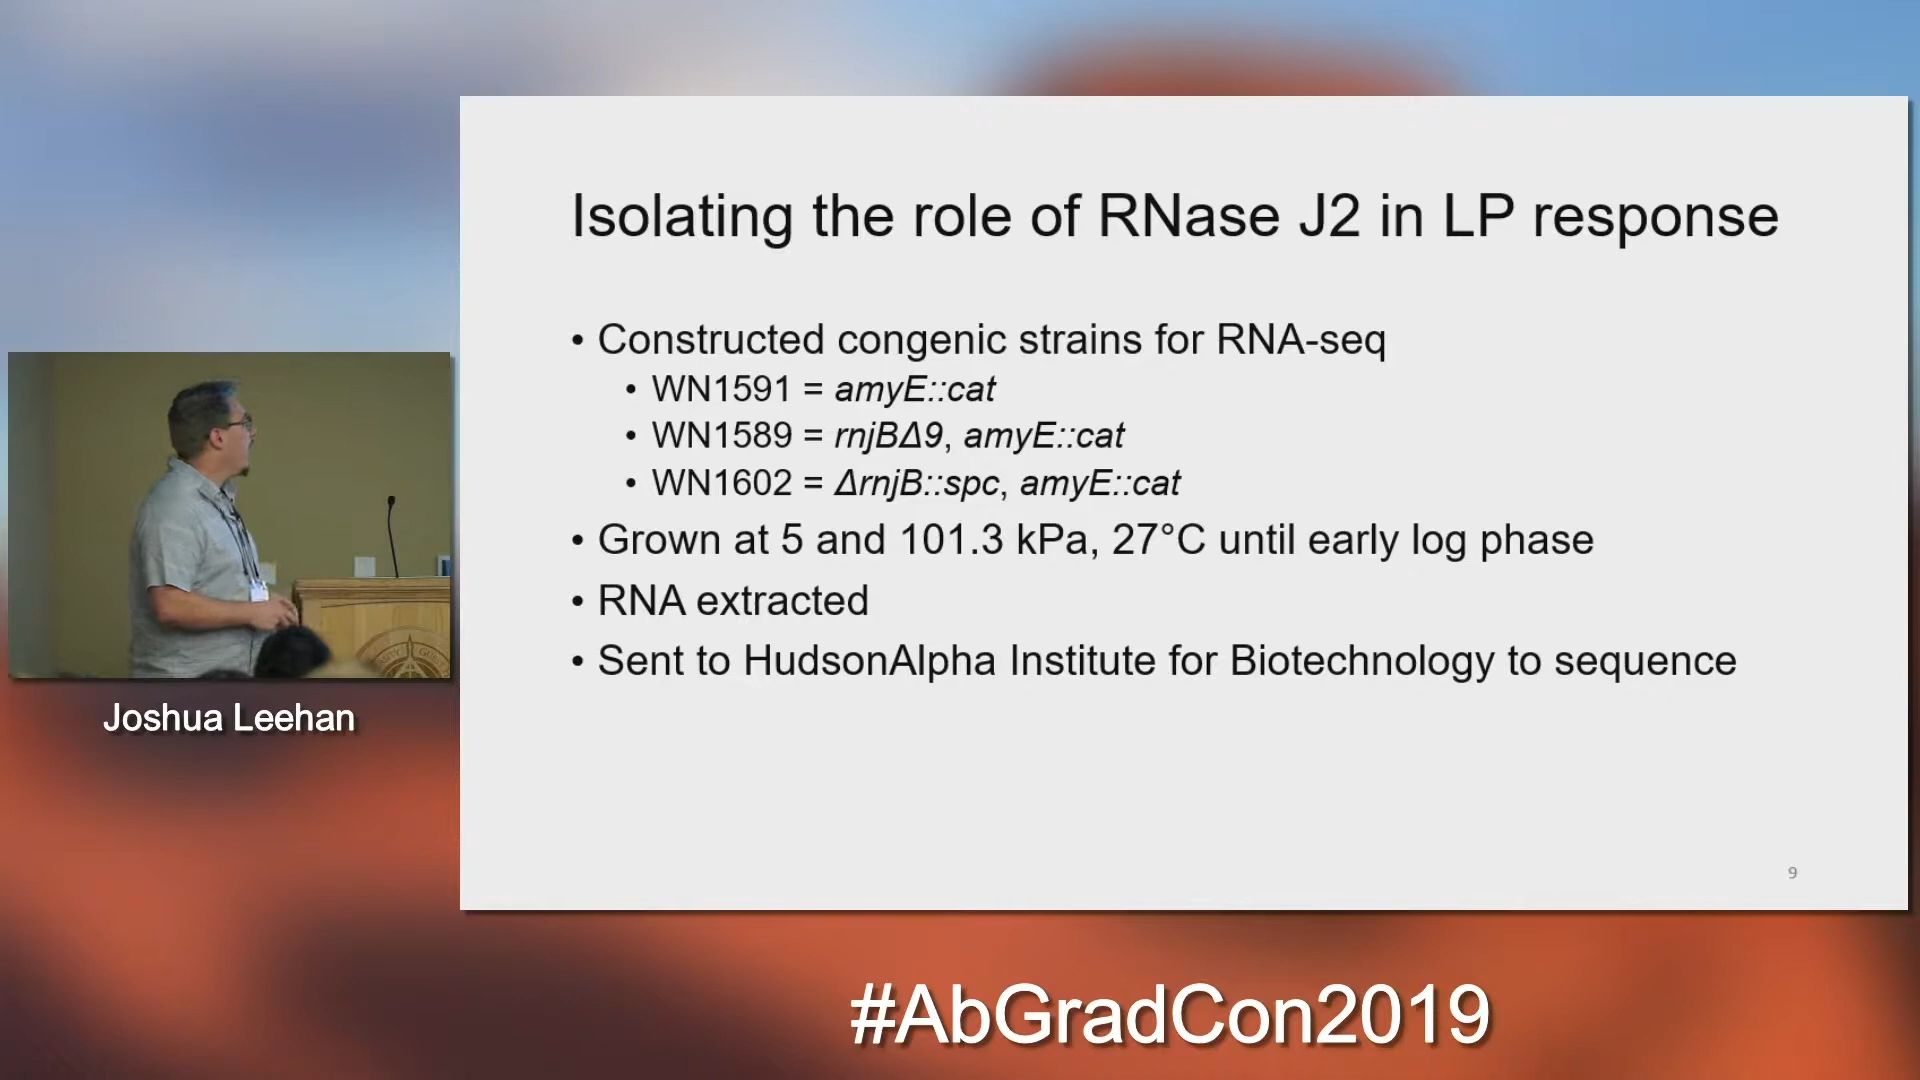 Isolating the role of RNase J2 in LP response
• Constructed congenic strains for RNA-seq
• WN1591 = amyE::cat
• WN1589 = rnjBΔ9, amyE::cat
• WN1602 = ΔrnjB::spc, amyE::cat
• Grown at 5 and 101.3 kPa, 27°C until early log phase
• RNA extracted
• Sent to HudsonAlpha Institute for Biotechnology to sequence
9
Joshua Leehan
#AbGradCon2019